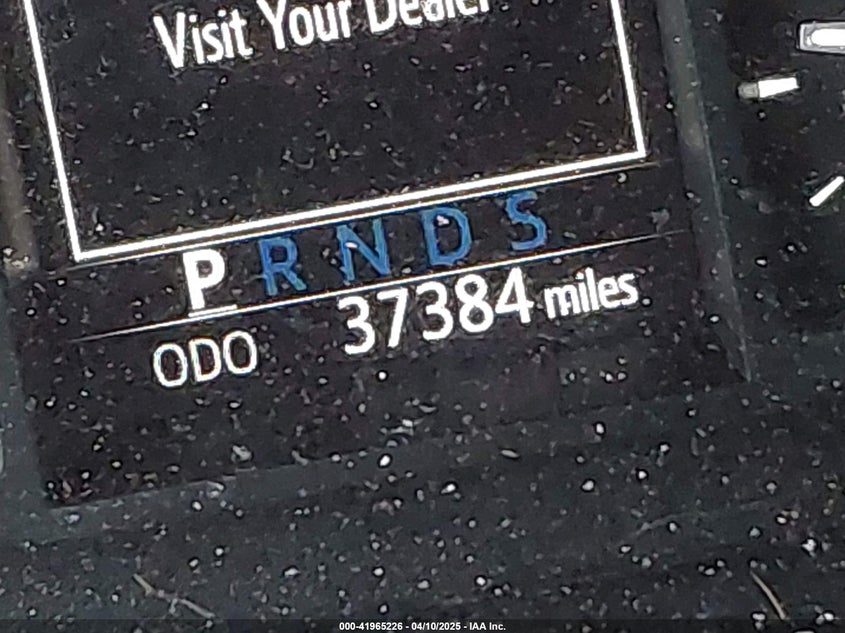 Visit Your Dealer
P R N D S
ODO 37384 miles
000-41965226 - 04/10/2025 - IAA Inc.